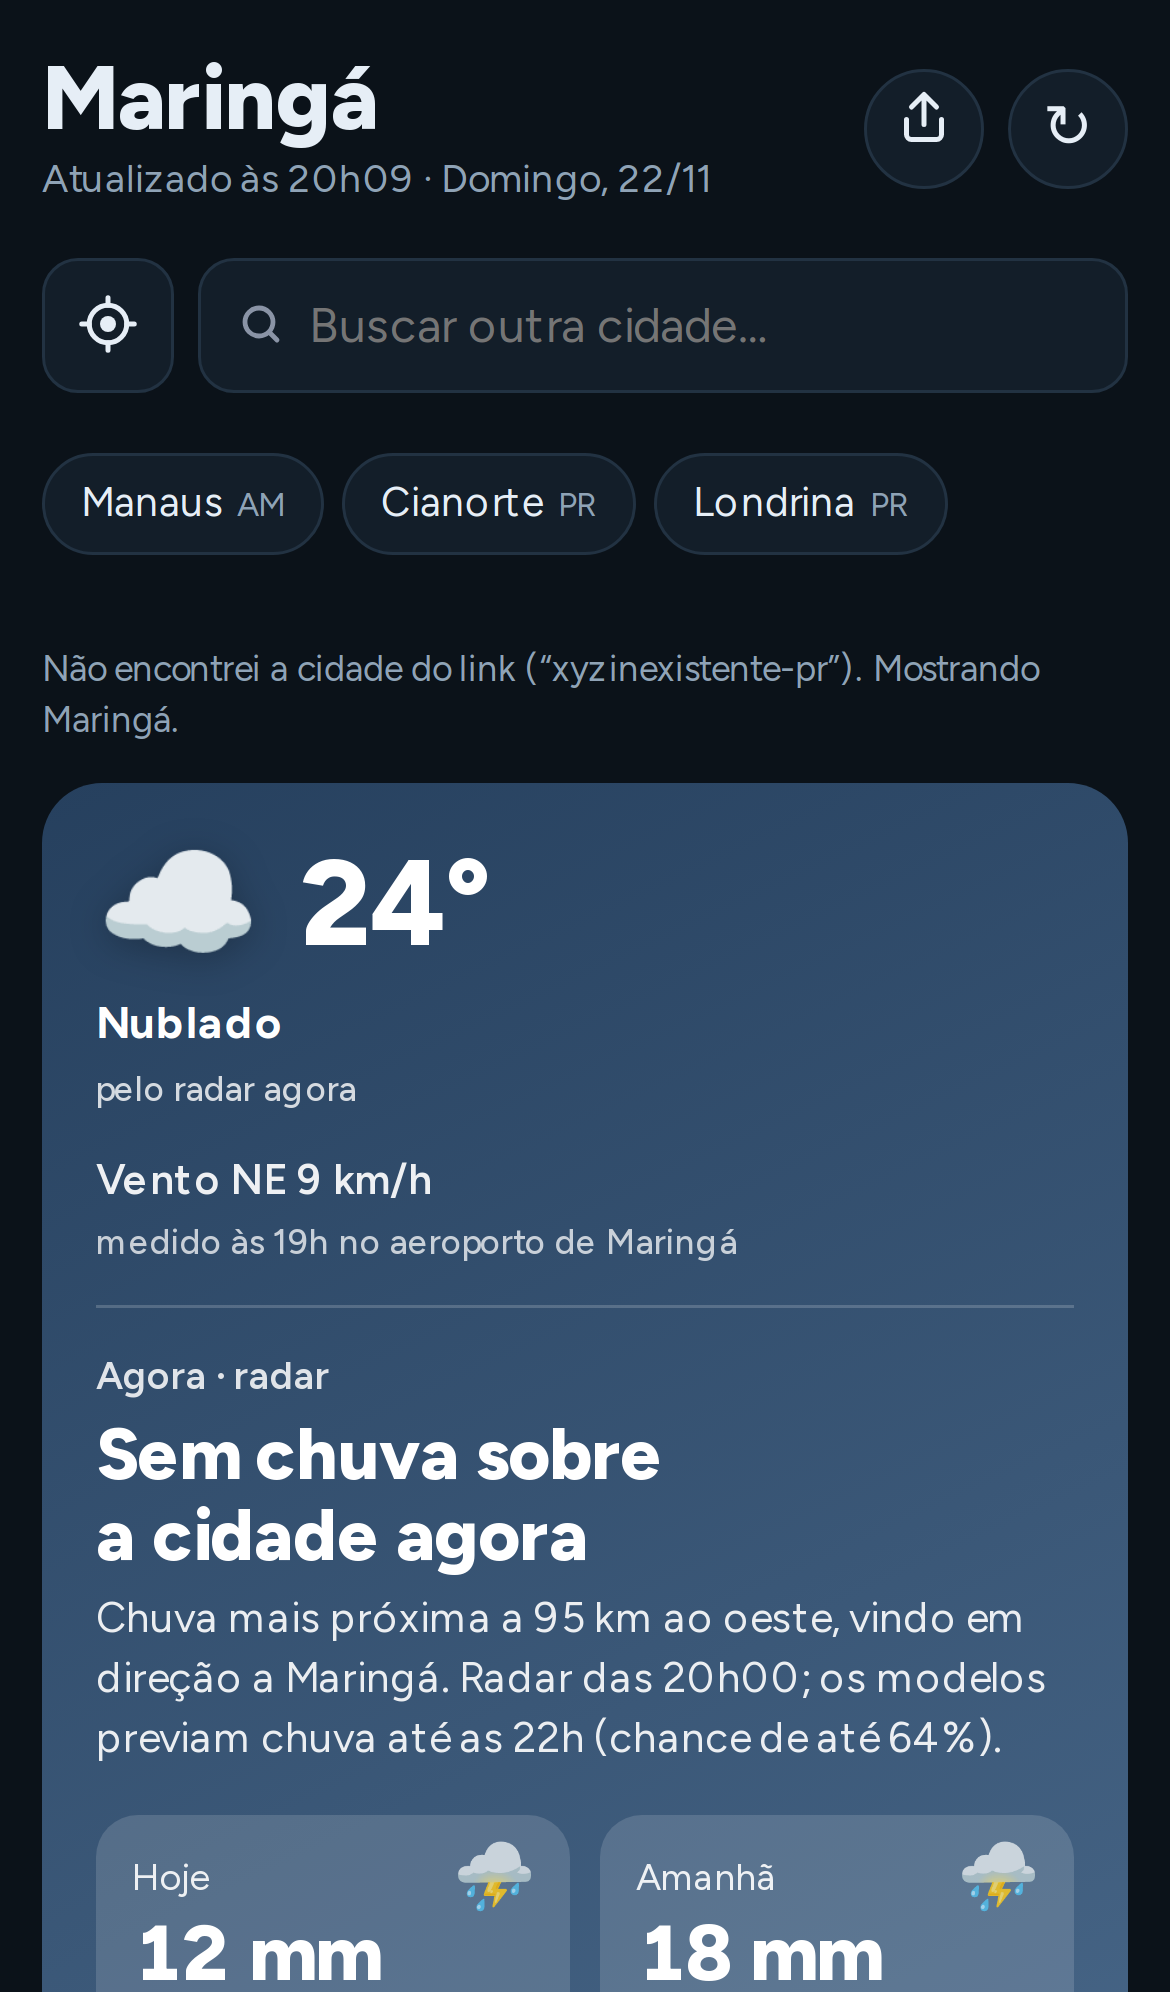 Maringá
Atualizado às 20h09 · Domingo, 22/11
Buscar outra cidade...
Manaus AM
Cianorte PR
Londrina PR
Não encontrei a cidade do link (“xyzinexistente-pr”). Mostrando
Maringá.
24°
Nublado
pelo radar agora
Vento NE 9 km/h
medido às 19h no aeroporto de Maringá
Agora · radar
Sem chuva sobre
a cidade agora
Chuva mais próxima a 95 km ao oeste, vindo em
direção a Maringá. Radar das 20h00; os modelos
previam chuva até as 22h (chance de até 64%).
Hoje
12 mm
Amanhã
18 mm